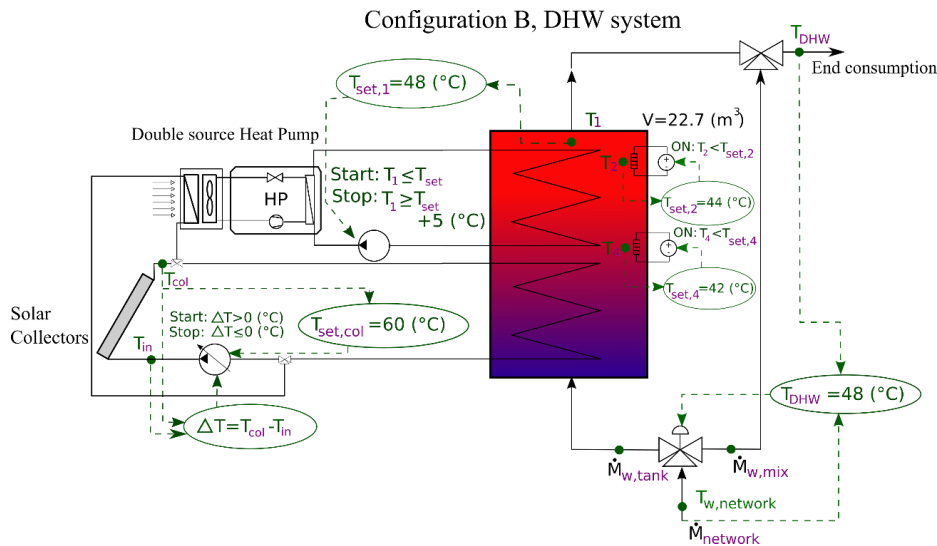 Configuration B, DHW system
T_DHW
End consumption
T_set,1 =48 (°C)
T_1
V=22.7 (m³)
Double source Heat Pump
HP
Start: T_1 ≤ T_set
Stop: T_1 ≥ T_set
+5 (°C)
T_2
ON: T_2 < T_set,2
T_set,2 =44 (°C)
T_4
ON: T_4 < T_set,4
T_set,4 =42 (°C)
T_col
Solar
Collectors
Start: △T>0 (°C)
Stop: △T≤0 (°C)
T_set,col =60 (°C)
T_in
△T=T_col -T_in
T_DHW =48 (°C)
Ṁ_w,tank
Ṁ_w,mix
T_w,network
Ṁ_network